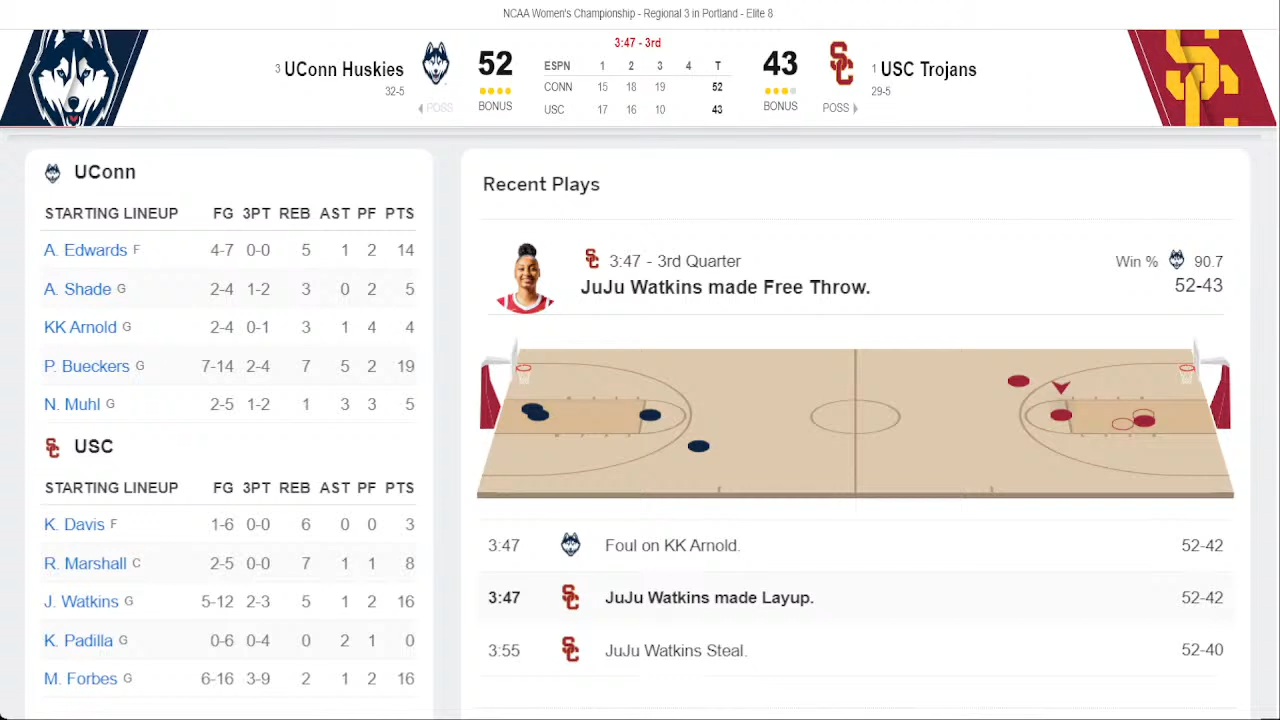 NCAA Women's Championship - Regional 3 in Portland - Elite 8
3 UConn Huskies
32-5
POSS
52
BONUS
3:47 - 3rd
ESPN 1 2 3 4 T
CONN 15 18 19 52
USC 17 16 10 43
43
BONUS
POSS
1 USC Trojans
29-5
UConn
STARTING LINEUP FG 3PT REB AST PF PTS
A. Edwards F 4-7 0-0 5 1 2 14
A. Shade G 2-4 1-2 3 0 2 5
KK Arnold G 2-4 0-1 3 1 4 4
P. Bueckers G 7-14 2-4 7 5 2 19
N. Muhl G 2-5 1-2 1 3 3 5
USC
STARTING LINEUP FG 3PT REB AST PF PTS
K. Davis F 1-6 0-0 6 0 0 3
R. Marshall C 2-5 0-0 7 1 1 8
J. Watkins G 5-12 2-3 5 1 2 16
K. Padilla G 0-6 0-4 0 2 1 0
M. Forbes G 6-16 3-9 2 1 2 16
Recent Plays
3:47 - 3rd Quarter
JuJu Watkins made Free Throw.
Win % 90.7
52-43
3:47 Foul on KK Arnold. 52-42
3:47 JuJu Watkins made Layup. 52-42
3:55 JuJu Watkins Steal. 52-40